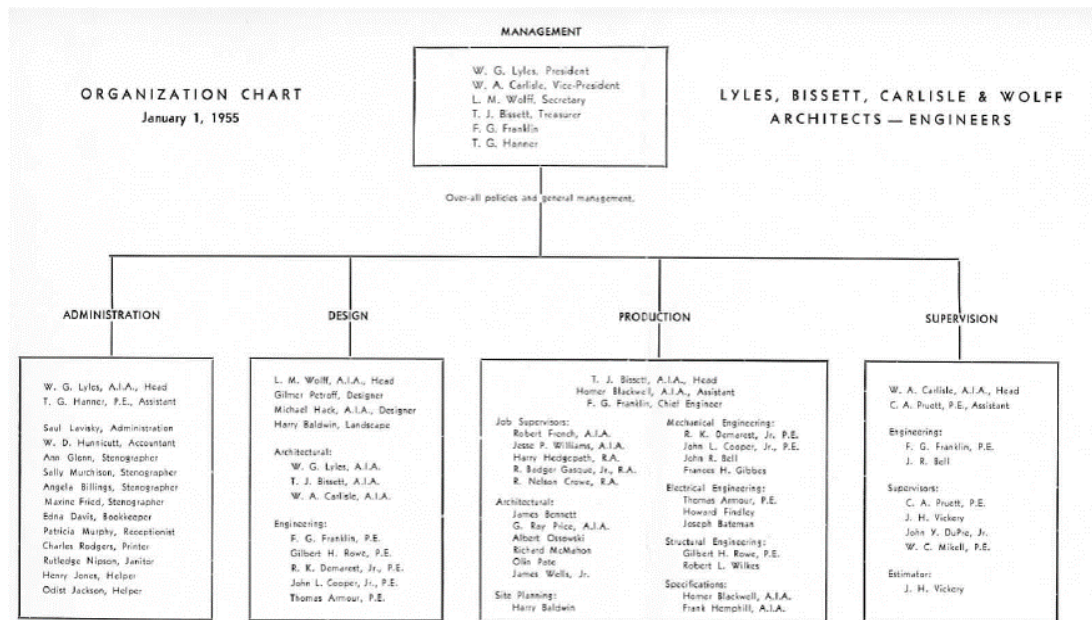 MANAGEMENT
W. G. Lyles, President
W. A. Carlisle, Vice-President
L. M. Wolff, Secretary
T. J. Bissett, Treasurer
F. G. Franklin
T. G. Hanner
ORGANIZATION CHART
January 1, 1955
LYLES, BISSETT, CARLISLE & WOLFF
ARCHITECTS — ENGINEERS
Over-all policies and general management.
ADMINISTRATION
W. G. Lyles, A.I.A., Head
T. G. Hanner, P.E., Assistant
Saul Lavisky, Administration
W. D. Hunnicutt, Accountant
Ann Glenn, Stenographer
Sally Murchison, Stenographer
Angela Billings, Stenographer
Maxine Fried, Stenographer
Edna Davis, Bookkeeper
Patricia Murphy, Receptionist
Charles Rodgers, Printer
Rutledge Nipson, Janitor
Henry Jones, Helper
Odist Jackson, Helper
DESIGN
L. M. Wolff, A.I.A., Head
Gilmer Petroff, Designer
Michael Hack, A.I.A., Designer
Harry Baldwin, Landscape
Architectural:
W. G. Lyles, A.I.A.
T. J. Bissett, A.I.A.
W. A. Carlisle, A.I.A.
Engineering:
F. G. Franklin, P.E.
Gilbert H. Rowe, P.E.
R. K. Demarest, Jr., P.E.
John L. Cooper, Jr., P.E.
Thomas Armour, P.E.
PRODUCTION
T. J. Bissett, A.I.A., Head
Homer Blackwell, A.I.A., Assistant
F. G. Franklin, Chief Engineer
Job Supervisors:
Robert French, A.I.A.
Jesse P. Williams, A.I.A.
Harry Hedgepath, R.A.
R. Badger Gasque, Jr., R.A.
R. Nelson Crowe, R.A.
Architectural:
James Bennett
G. Ray Price, A.I.A.
Albert Ossowski
Richard McMahon
Olin Pate
James Wells, Jr.
Site Planning:
Harry Baldwin
Mechanical Engineering:
R. K. Demarest, Jr. P.E.
John L. Cooper, Jr., P.E.
John R. Bell
Frances H. Gibbes
Electrical Engineering:
Thomas Armour, P.E.
Howard Findley
Joseph Bateman
Structural Engineering:
Gilbert H. Rowe, P.E.
Robert L. Wilkes
Specifications:
Homer Blackwell, A.I.A.
Frank Hemphill, A.I.A.
SUPERVISION
W. A. Carlisle, A.I.A., Head
C. A. Pruett, P.E., Assistant
Engineering:
F. G. Franklin, P.E.
J. R. Bell
Supervisors:
C. A. Pruett, P.E.
J. H. Vickery
John Y. DuPre, Jr.
W. C. Mikell, P.E.
Estimator:
J. H. Vickery